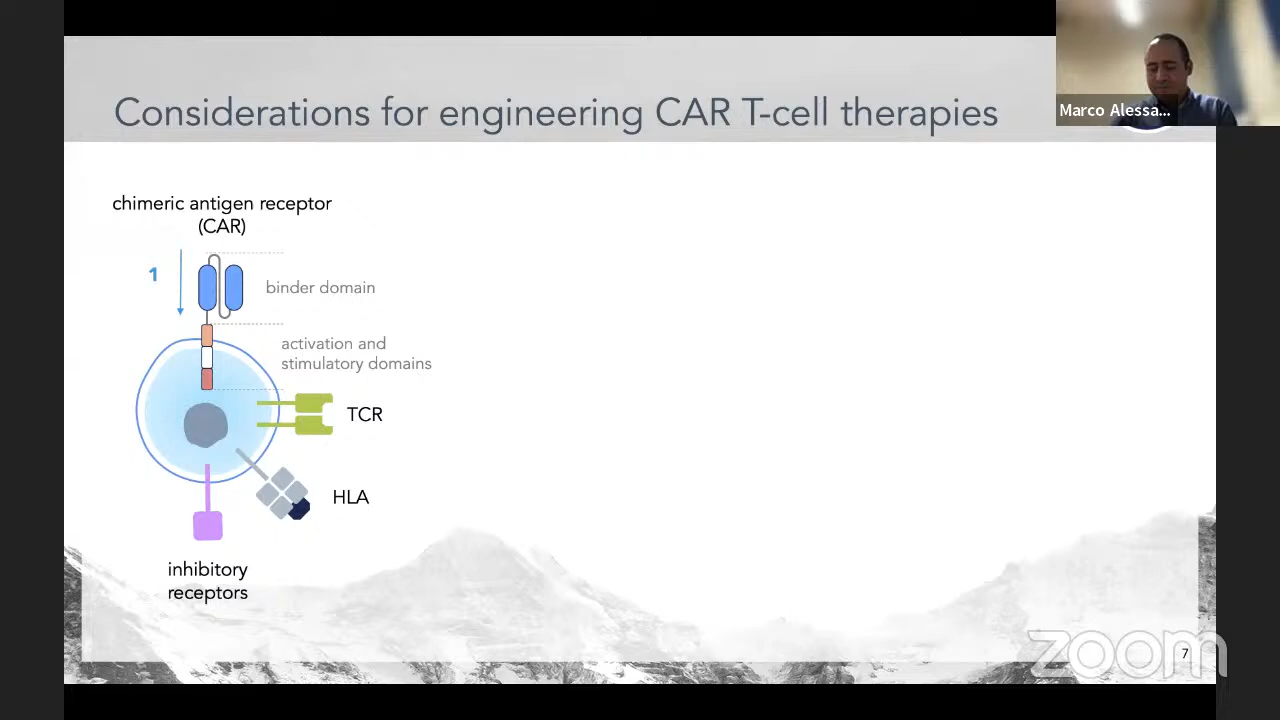 Considerations for engineering CAR T-cell therapies
Marco Alessa...
chimeric antigen receptor
(CAR)
1
binder domain
activation and
stimulatory domains
TCR
HLA
inhibitory
receptors
zoom
7